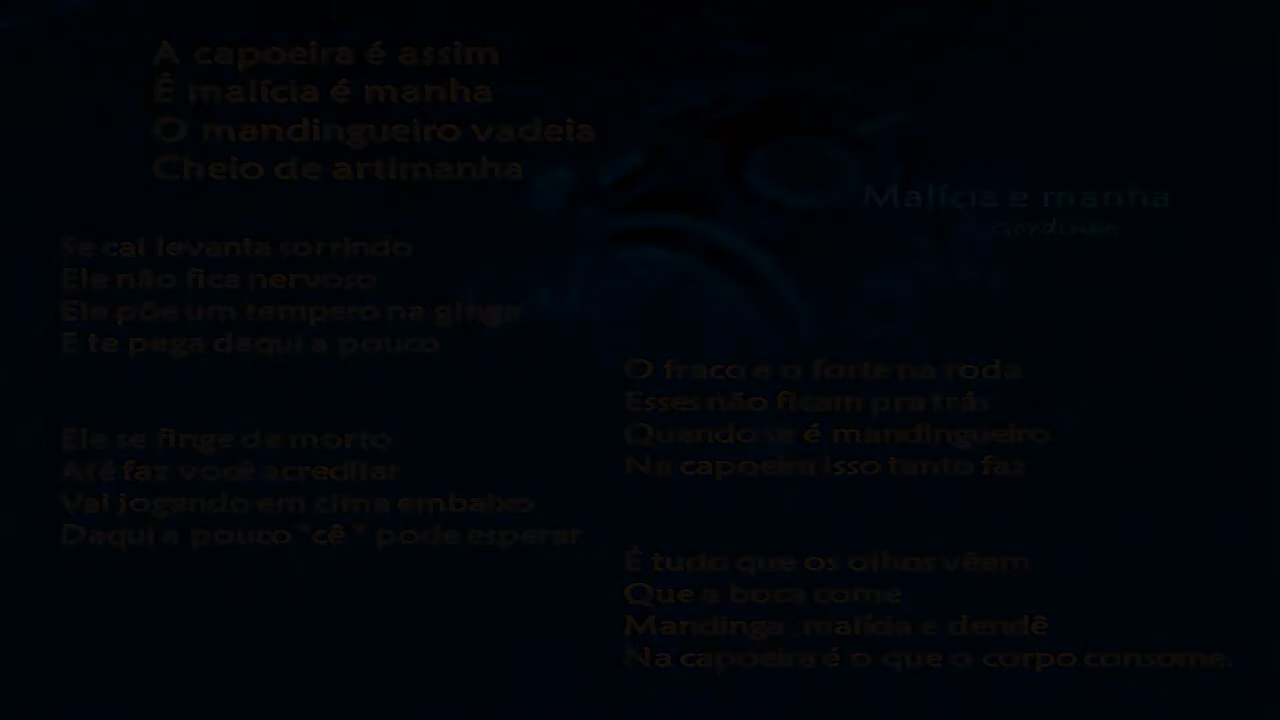 A capoeira é assim
Ê malícia é manha
O mandingueiro vadeia
Cheio de artimanha
Malícia e manha
Se cai levanta sorrindo
Ele não fica nervoso
Ele põe um tempero na ginga
E te pega daqui a pouco
Ele se finge de morto
Até faz você acreditar
Vai jogando em cima embaixo
Daqui a pouco "cê " pode esperar
O fraco e o forte na roda
Esses não ficam pra trás
Quando se é mandingueiro
Na capoeira isso tanto faz
É tudo que os olhos vêem
Que a boca come
Mandinga ,malícia e dendê
Na capoeira é o que o corpo consome.